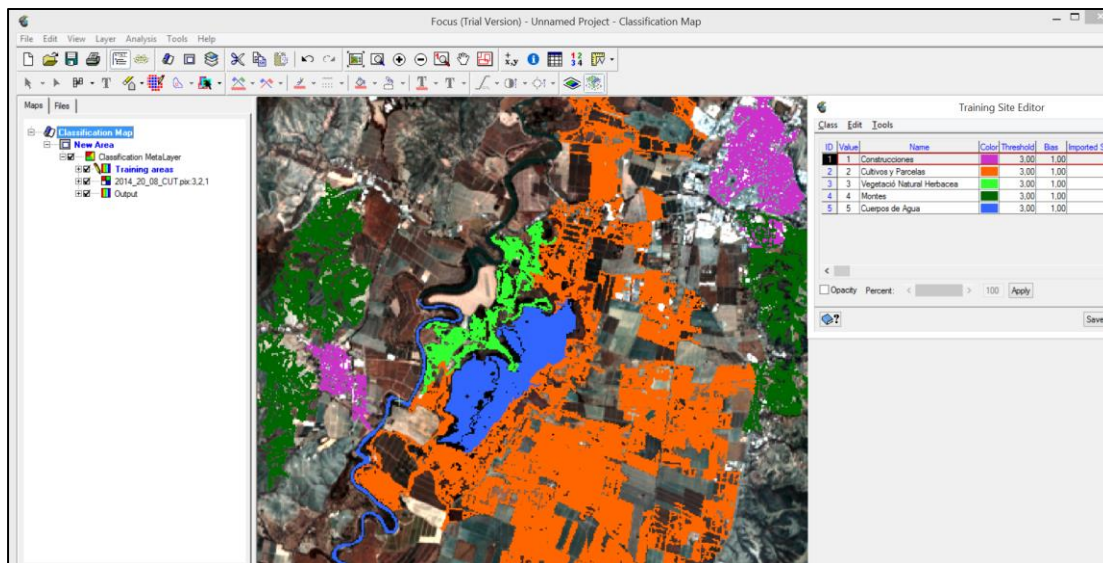 Focus (Trial Version) - Unnamed Project - Classification Map
File Edit View Layer Analysis Tools Help
Maps Files
Classification Map
New Area
Classification MetaLayer
Training areas
2014_20_08_CUT.pix:3,2,1
Output
Training Site Editor
Class Edit Tools
ID Value Name Color Threshold Bias Imported S
1 1 Construcciones 3,00 1,00
2 2 Cultivos y Parcelas 3,00 1,00
3 3 Vegetació Natural Herbacea 3,00 1,00
4 4 Montes 3,00 1,00
5 5 Cuerpos de Agua 3,00 1,00
Opacity Percent: 100 Apply
Save